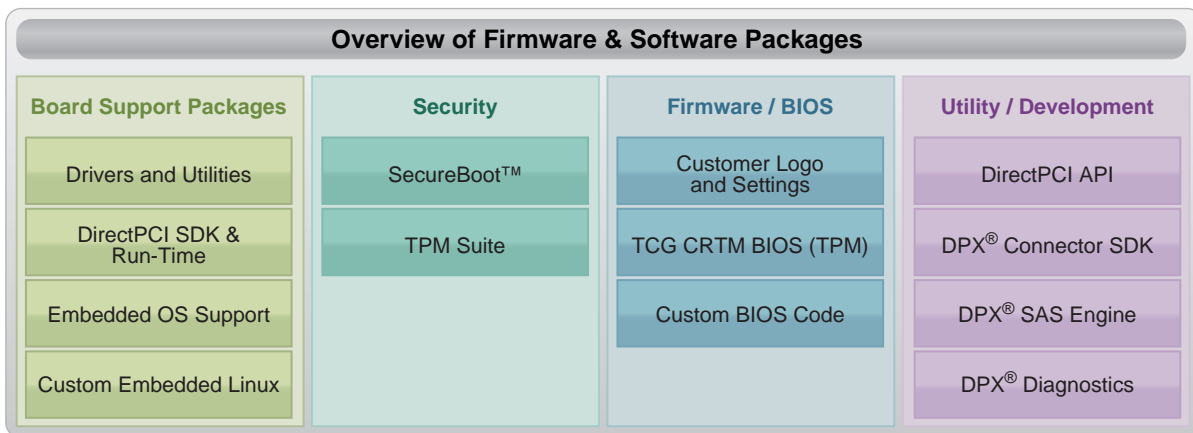 Overview of Firmware & Software Packages
Board Support Packages
Drivers and Utilities
DirectPCI SDK &
Run-Time
Embedded OS Support
Custom Embedded Linux
Security
SecureBoot™
TPM Suite
Firmware / BIOS
Customer Logo
and Settings
TCG CRTM BIOS (TPM)
Custom BIOS Code
Utility / Development
DirectPCI API
DPX® Connector SDK
DPX® SAS Engine
DPX® Diagnostics